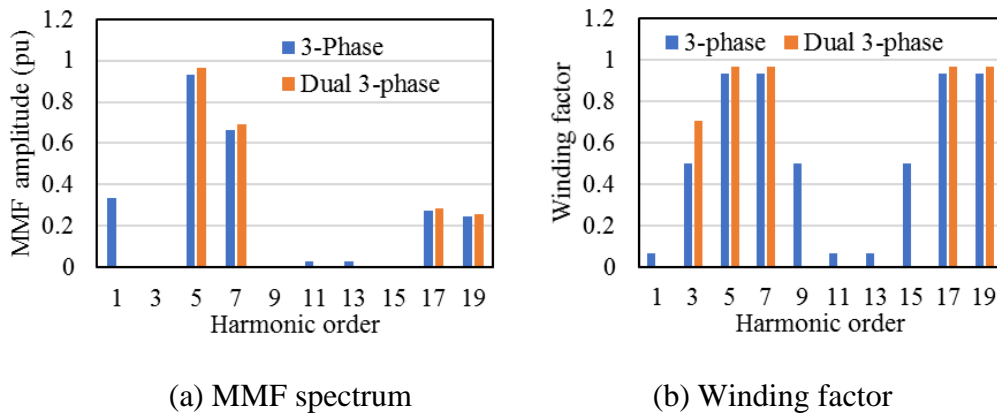 1.2
1
0.8
0.6
0.4
0.2
0
MMF amplitude (pu)
3-Phase
Dual 3-phase
1 3 5 7 9 11 13 15 17 19
Harmonic order
(a) MMF spectrum
1.2
1
0.8
0.6
0.4
0.2
0
Winding factor
3-phase Dual 3-phase
1 3 5 7 9 11 13 15 17 19
Harmonic order
(b) Winding factor